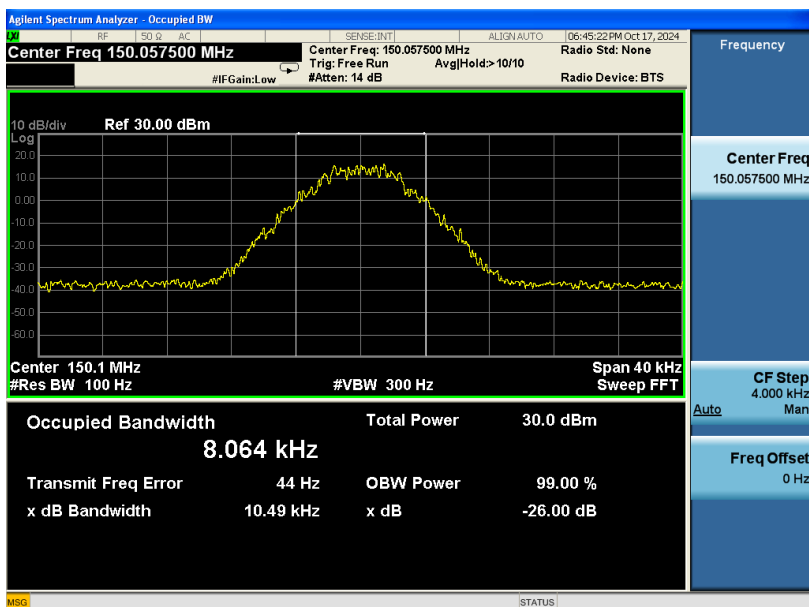 Agilent Spectrum Analyzer - Occupied BW
LXI RF 50 Ω AC SENSE:INT ALIGN AUTO 06:45:22 PM Oct 17, 2024
Center Freq 150.057500 MHz
Center Freq: 150.057500 MHz
Radio Std: None
Trig: Free Run Avg|Hold:>10/10
#IFGain:Low #Atten: 14 dB Radio Device: BTS
10 dB/div Ref 30.00 dBm
Log
20.0
10.0
0.00
-10.0
-20.0
-30.0
-40.0
-50.0
-60.0
Center 150.1 MHz Span 40 kHz
#Res BW 100 Hz #VBW 300 Hz Sweep FFT
Occupied Bandwidth Total Power 30.0 dBm
8.064 kHz
Transmit Freq Error 44 Hz OBW Power 99.00 %
x dB Bandwidth 10.49 kHz x dB -26.00 dB
MSG STATUS
Frequency
Center Freq
150.057500 MHz
CF Step
4.000 kHz
Auto Man
Freq Offset
0 Hz